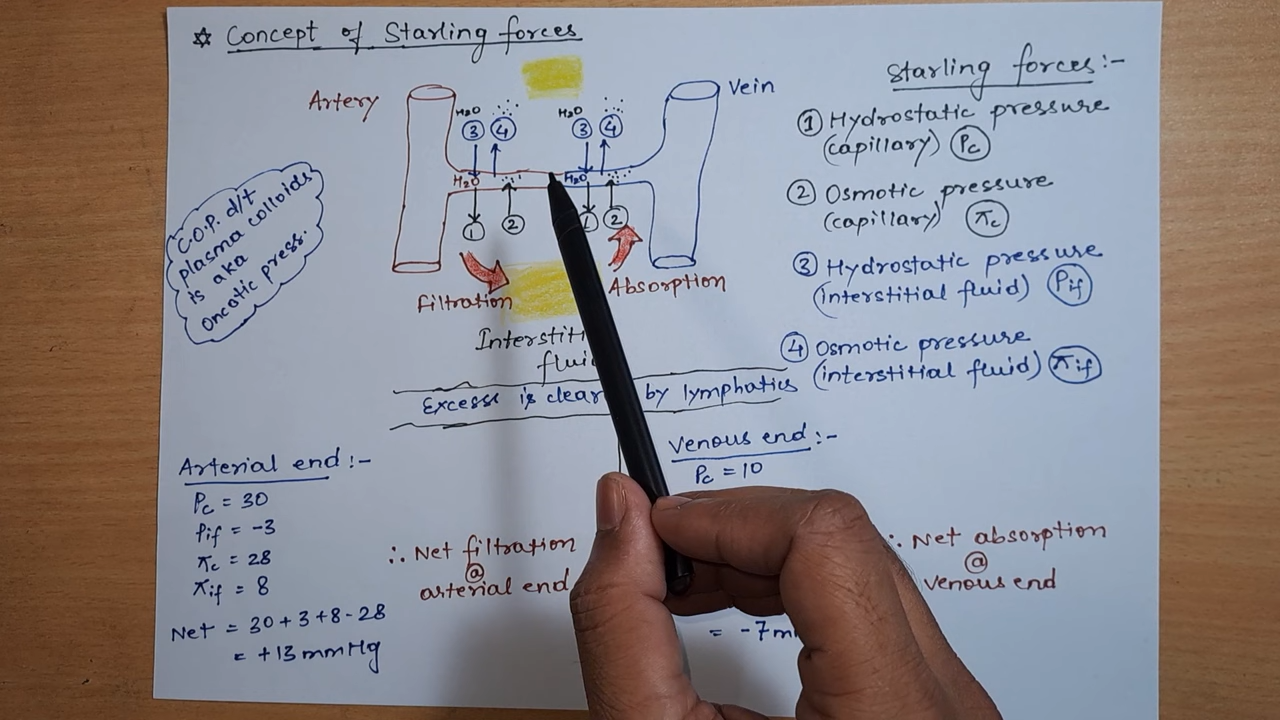 ☆ Concept of Starling forces
Artery
Vein
H₂O
③ ④
H₂O
③ ④
H₂O
H₂O
① ②
① ②
Filtration
Absorption
Excess is by lymphatics
C.O.P. d/t
plasma colloids
is aka
Oncotic press.
Starling forces:-
① Hydrostatic pressure
(capillary) Pc
② Osmotic pressure
(capillary) πc
③ Hydrostatic pressure
(interstitial fluid) Pif
④ Osmotic pressure
(interstitial fluid) πif
Arterial end :-
Pc = 30
Pif = -3
πc = 28
πif = 8
Net = 30+3+8-28
= +13 mmHg
∴ Net filtration
@
arterial end
Venous end :-
Pc = 10
= -7
∴ Net absorption
@
venous end